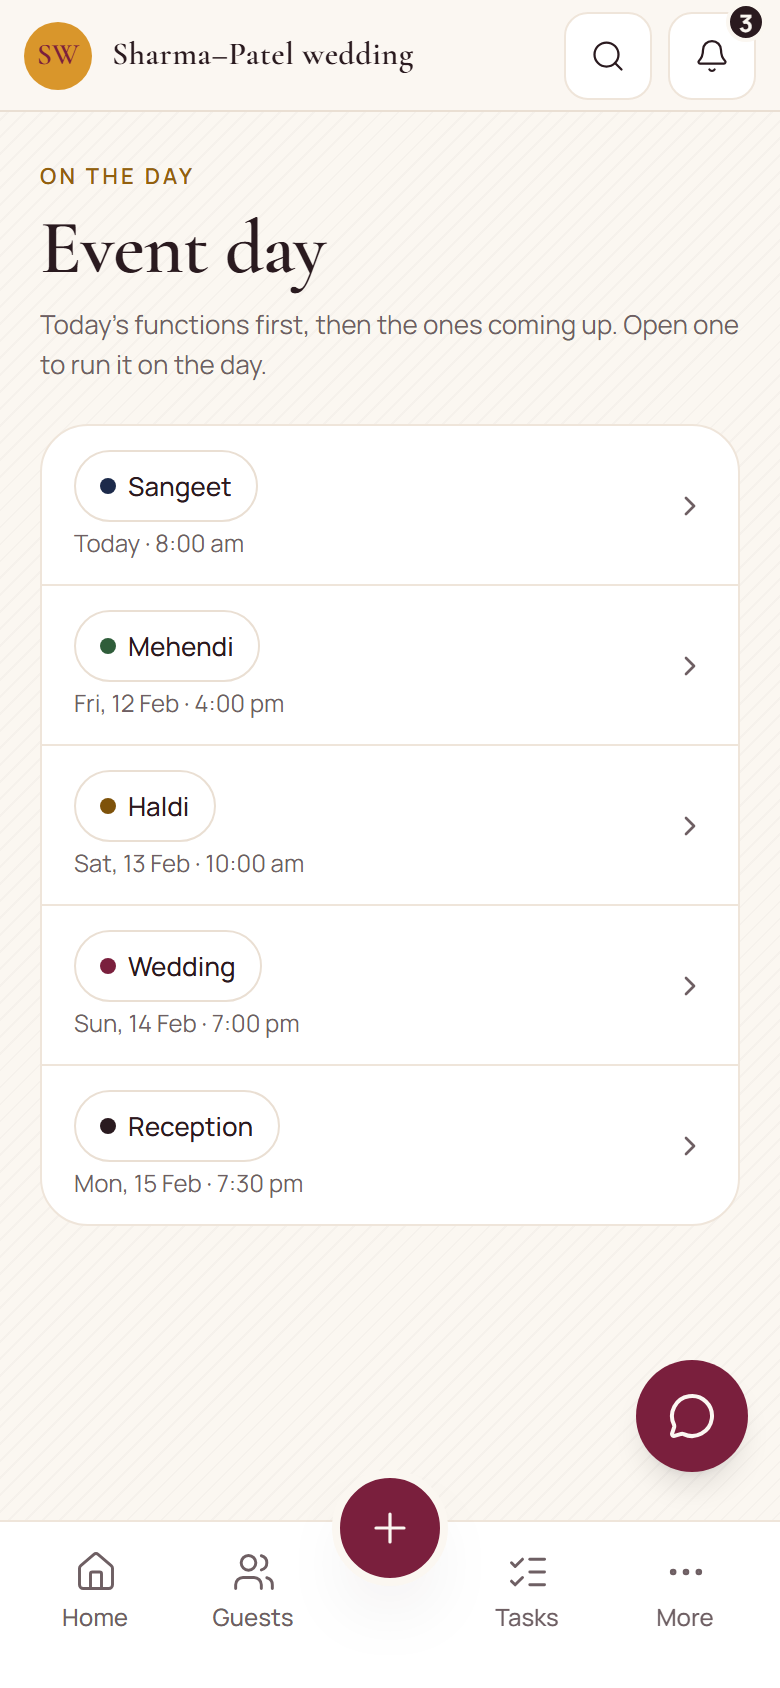 SW
Sharma–Patel wedding
3
ON THE DAY
Event day
Today's functions first, then the ones coming up. Open one
to run it on the day.
Sangeet
Today · 8:00 am
Mehendi
Fri, 12 Feb · 4:00 pm
Haldi
Sat, 13 Feb · 10:00 am
Wedding
Sun, 14 Feb · 7:00 pm
Reception
Mon, 15 Feb · 7:30 pm
Home
Guests
Tasks
More